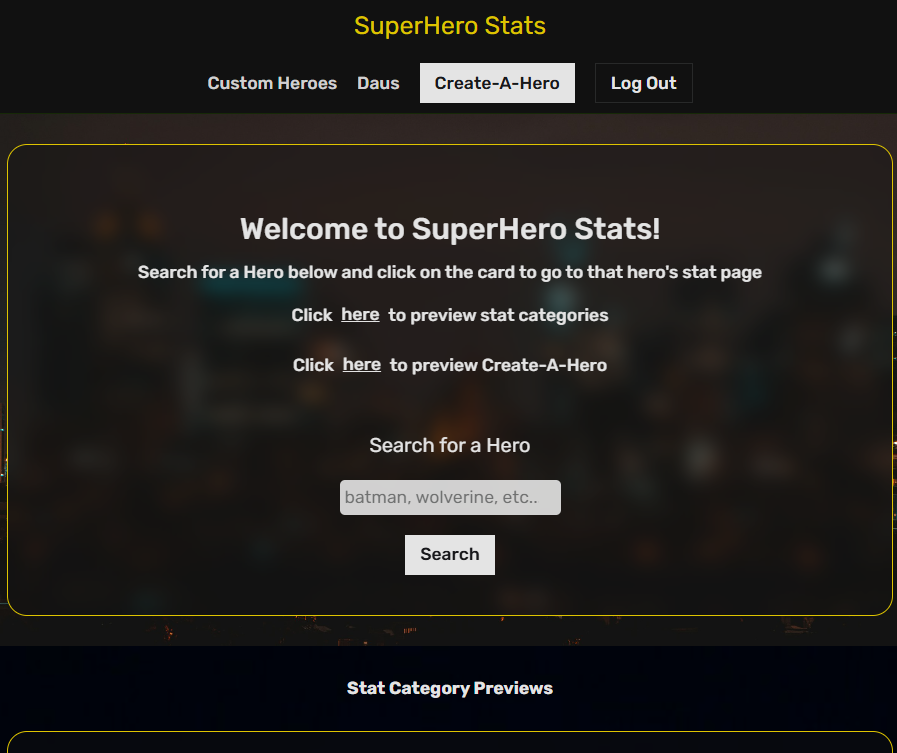 SuperHero Stats
Custom Heroes Daus Create-A-Hero Log Out
Welcome to SuperHero Stats!
Search for a Hero below and click on the card to go to that hero's stat page
Click here to preview stat categories
Click here to preview Create-A-Hero
Search for a Hero
batman, wolverine, etc..
Search
Stat Category Previews